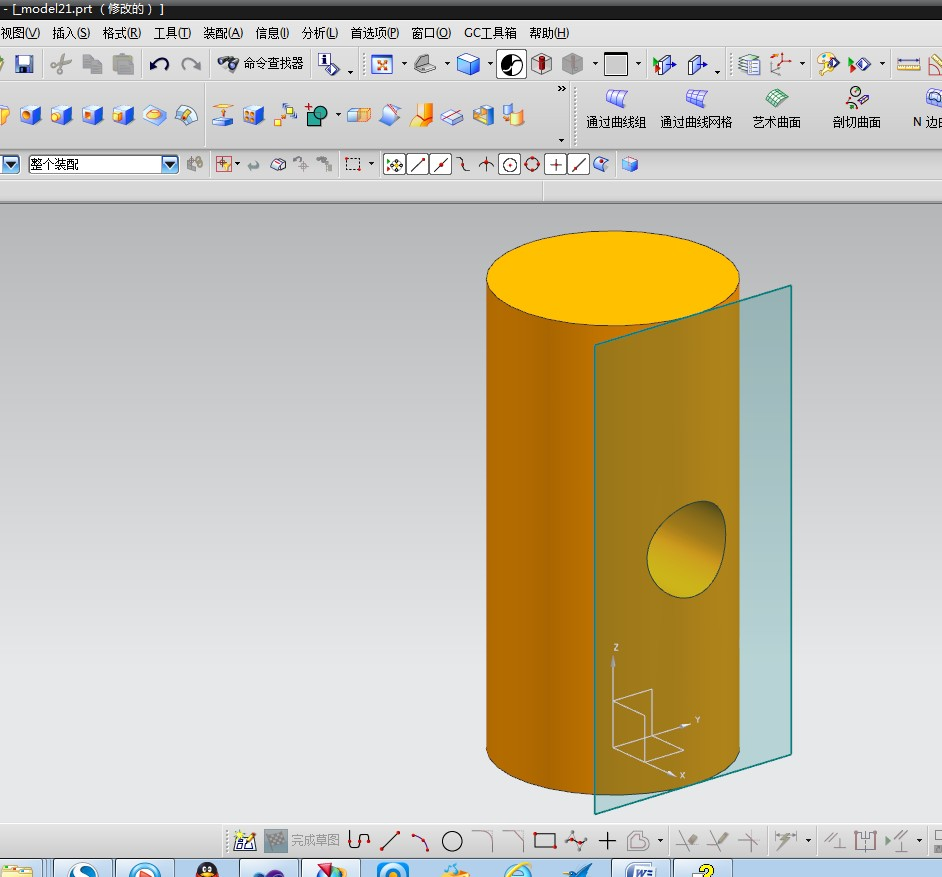 - [_model21.prt （修改的）]
视图(V) 插入(S) 格式(R) 工具(T) 装配(A) 信息(I) 分析(L) 首选项(P) 窗口(O) GC工具箱 帮助(H)
命令查找器
通过曲线组 通过曲线网格 艺术曲面 剖切曲面 N 边
整个装配
Z
Y
X
完成草图